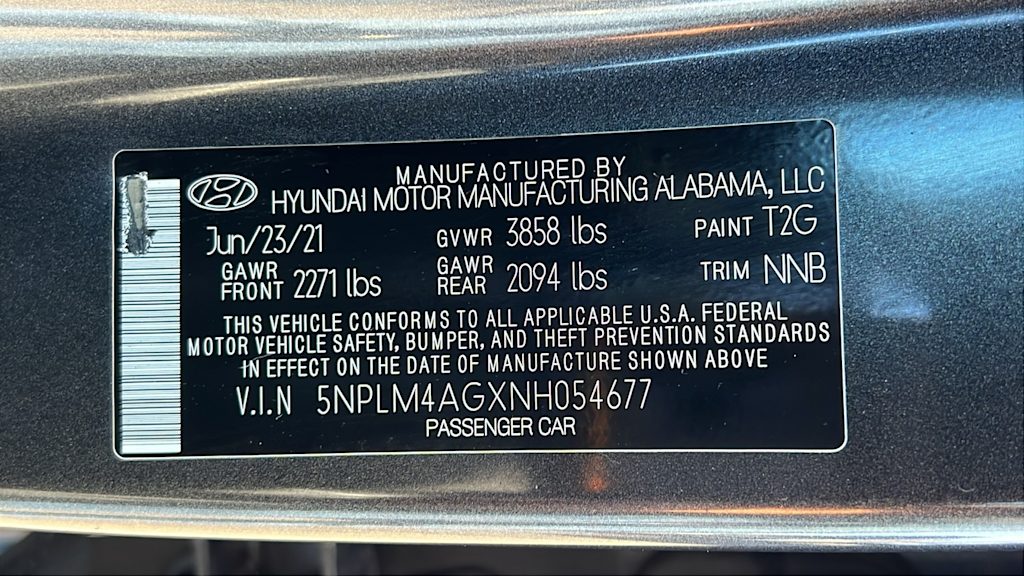 MANUFACTURED BY
HYUNDAI MOTOR MANUFACTURING ALABAMA, LLC
Jun/23/21 GVWR 3858 lbs PAINT T2G
GAWR FRONT 2271 lbs GAWR REAR 2094 lbs TRIM NNB
THIS VEHICLE CONFORMS TO ALL APPLICABLE U.S.A. FEDERAL
MOTOR VEHICLE SAFETY, BUMPER, AND THEFT PREVENTION STANDARDS
IN EFFECT ON THE DATE OF MANUFACTURE SHOWN ABOVE
V.I.N 5NPLM4AGXNH054677
PASSENGER CAR